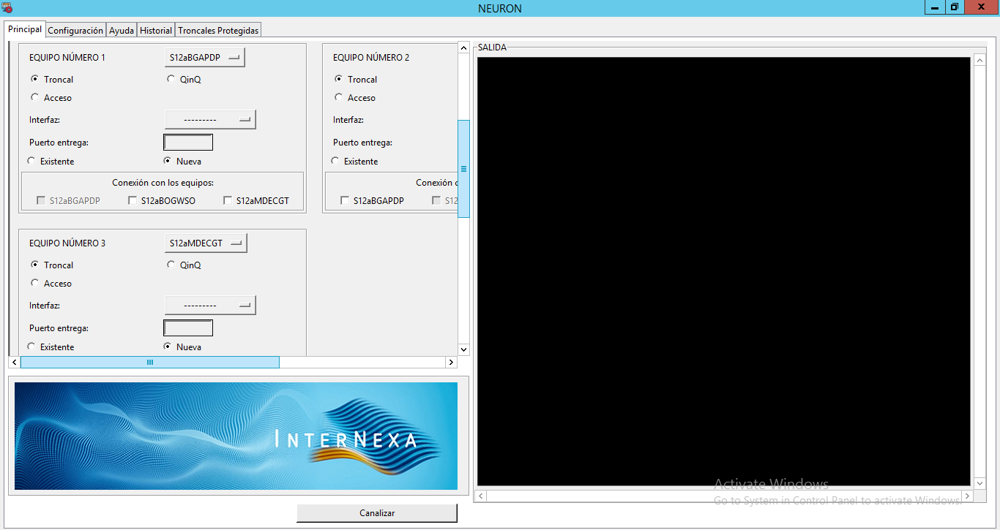 NEURON
Principal Configuración Ayuda Historial Troncales Protegidas
EQUIPO NÚMERO 1 S12aBGAPDP
Troncal QinQ
Acceso
Interfaz: ---------
Puerto entrega:
Existente Nueva
Conexión con los equipos:
S12aBGAPDP S12aBOGWSO S12aMDECGT
EQUIPO NÚMERO 2
Troncal
Acceso
Interfaz:
Puerto entrega:
Existente
Conexión c
S12aBGAPDP S12
EQUIPO NÚMERO 3 S12aMDECGT
Troncal QinQ
Acceso
Interfaz: ---------
Puerto entrega:
Existente Nueva
INTERNEXA
Canalizar
SALIDA
Activate Windows
Go to System in Control Panel to activate Windows.